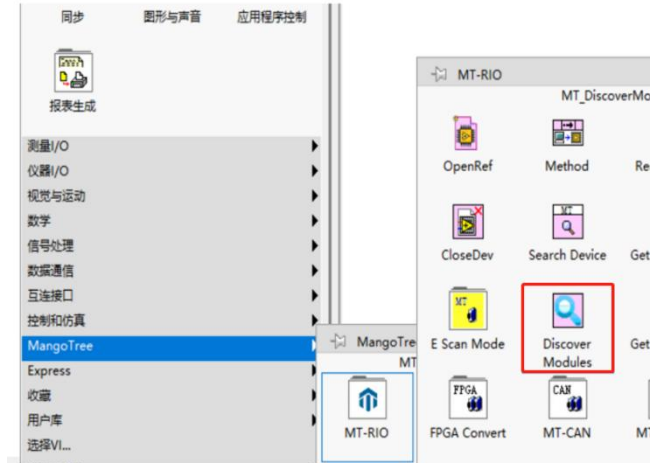 同步 图形与声音 应用程序控制
报表生成
测量I/O
仪器I/O
视觉与运动
数学
信号处理
数据通信
互连接口
控制和仿真
MangoTree
Express
收藏
用户库
选择VI...
MangoTre
MT
MT-RIO
MT-RIO
MT_DiscoverMo
OpenRef Method Re
MT
CloseDev Search Device Get
MT
E Scan Mode Discover Modules Get
FPGA CAN
FPGA Convert MT-CAN MT